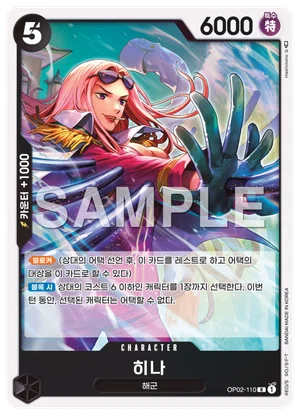 5
6000
특수
特
카운터 +1000
SAMPLE
블로커 (상대의 어택 선언 후, 이 카드를 레스트로 하고 어택의
대상을 이 카드로 할 수 있다)
블록 시 상대의 코스트 6 이하인 캐릭터를 1장까지 선택한다. 이번
턴 동안, 선택된 캐릭터는 어택할 수 없다.
CHARACTER
히나
해군
OP02-110 R 1
BANDAI MADE IN KOREA